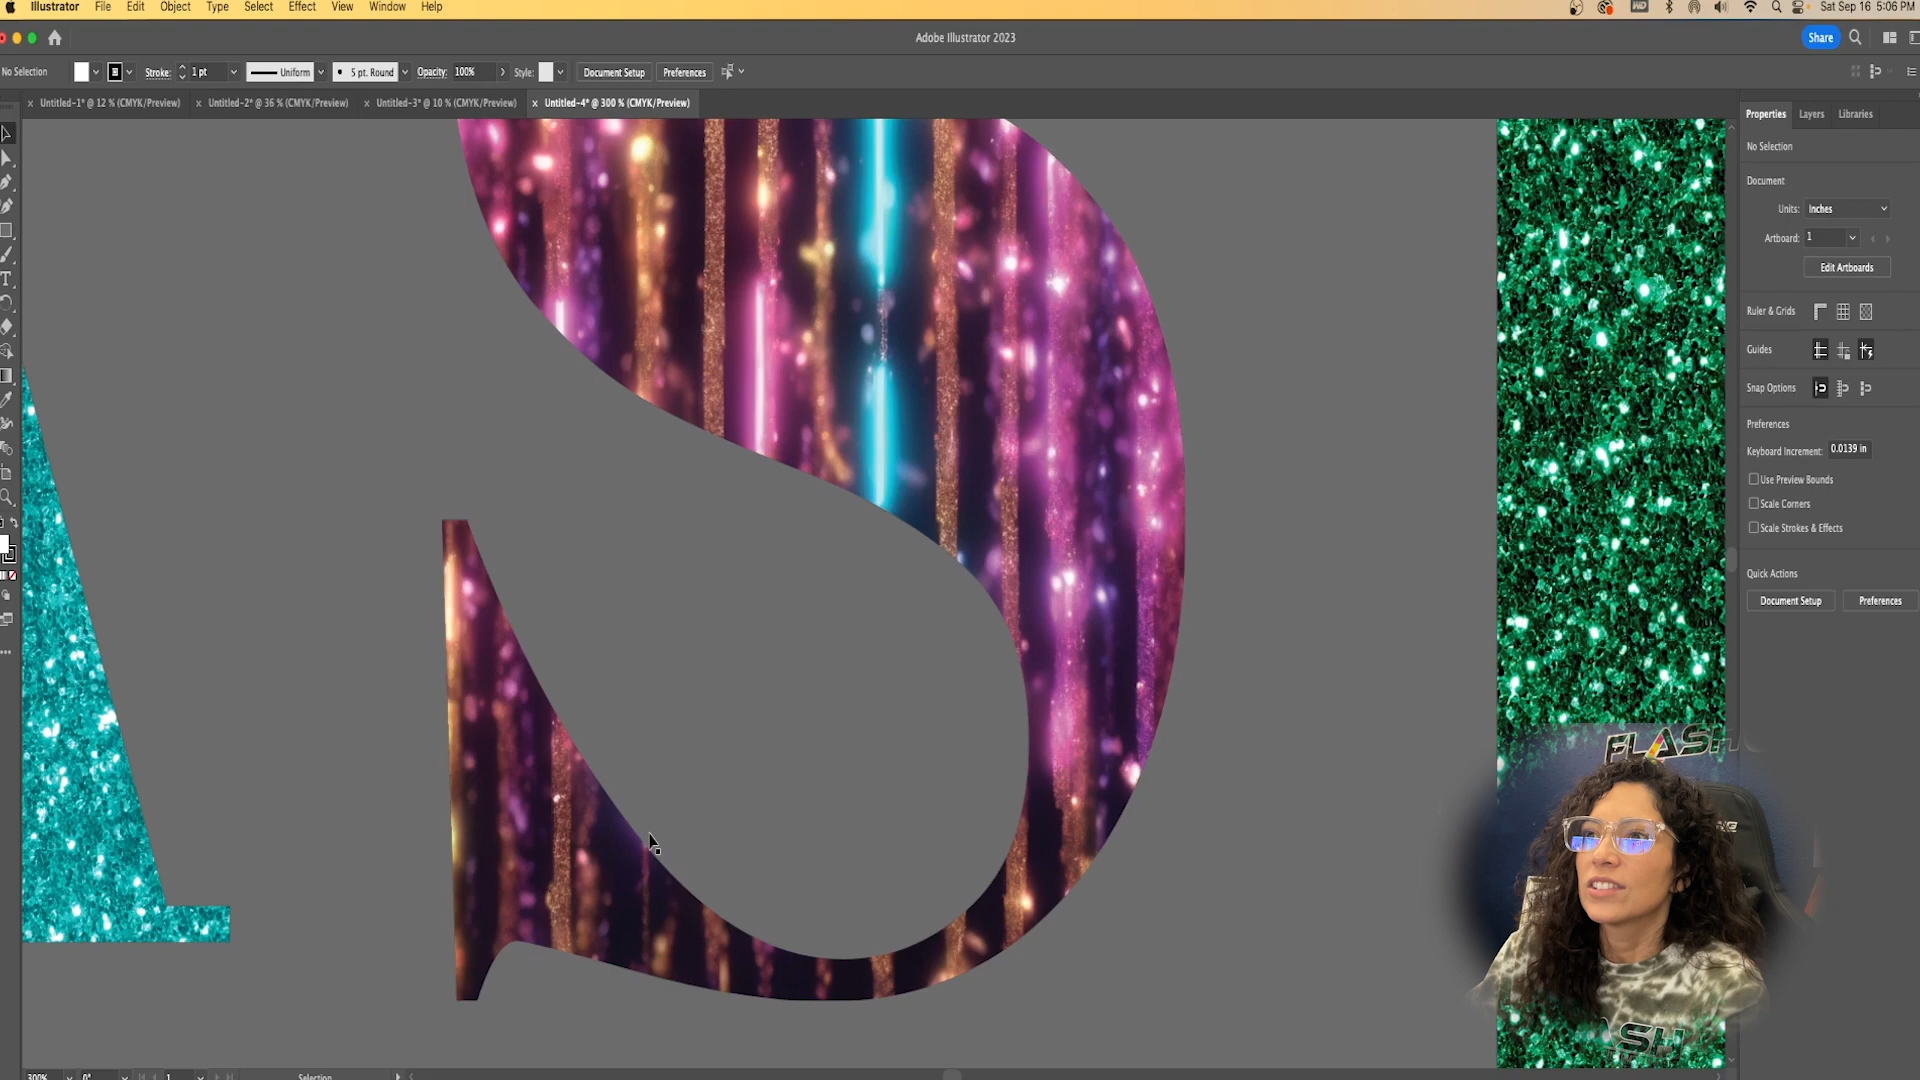 Illustrator File Edit Object Type Select Effect View Window Help
Sat Sep 16 5:06 PM
Adobe Illustrator 2023
Share
No Selection
Stroke: 1 pt
Uniform
5 pt. Round
Opacity: 100%
Style:
Document Setup
Preferences
Untitled-1* @ 12 % (CMYK/Preview)
Untitled-2* @ 36 % (CMYK/Preview)
Untitled-3* @ 10 % (CMYK/Preview)
Untitled-4* @ 300 % (CMYK/Preview)
Properties Layers Libraries
No Selection
Document
Units: Inches
Artboard: 1
Edit Artboards
Ruler & Grids
Guides
Snap Options
Preferences
Keyboard Increment: 0.0139 in
Use Preview Bounds
Scale Corners
Scale Strokes & Effects
Quick Actions
Document Setup
Preferences
S
FLASH
300% 0° 1 Selection